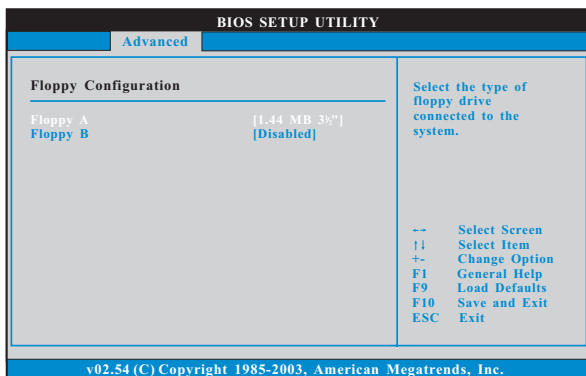 BIOS SETUP UTILITY
Advanced
Floppy Configuration
Floppy A [1.44 MB 3½"]
Floppy B [Disabled]
Select the type of
floppy drive
connected to the
system.
←→ Select Screen
↑↓ Select Item
+- Change Option
F1 General Help
F9 Load Defaults
F10 Save and Exit
ESC Exit
v02.54 (C) Copyright 1985-2003, American Megatrends, Inc.